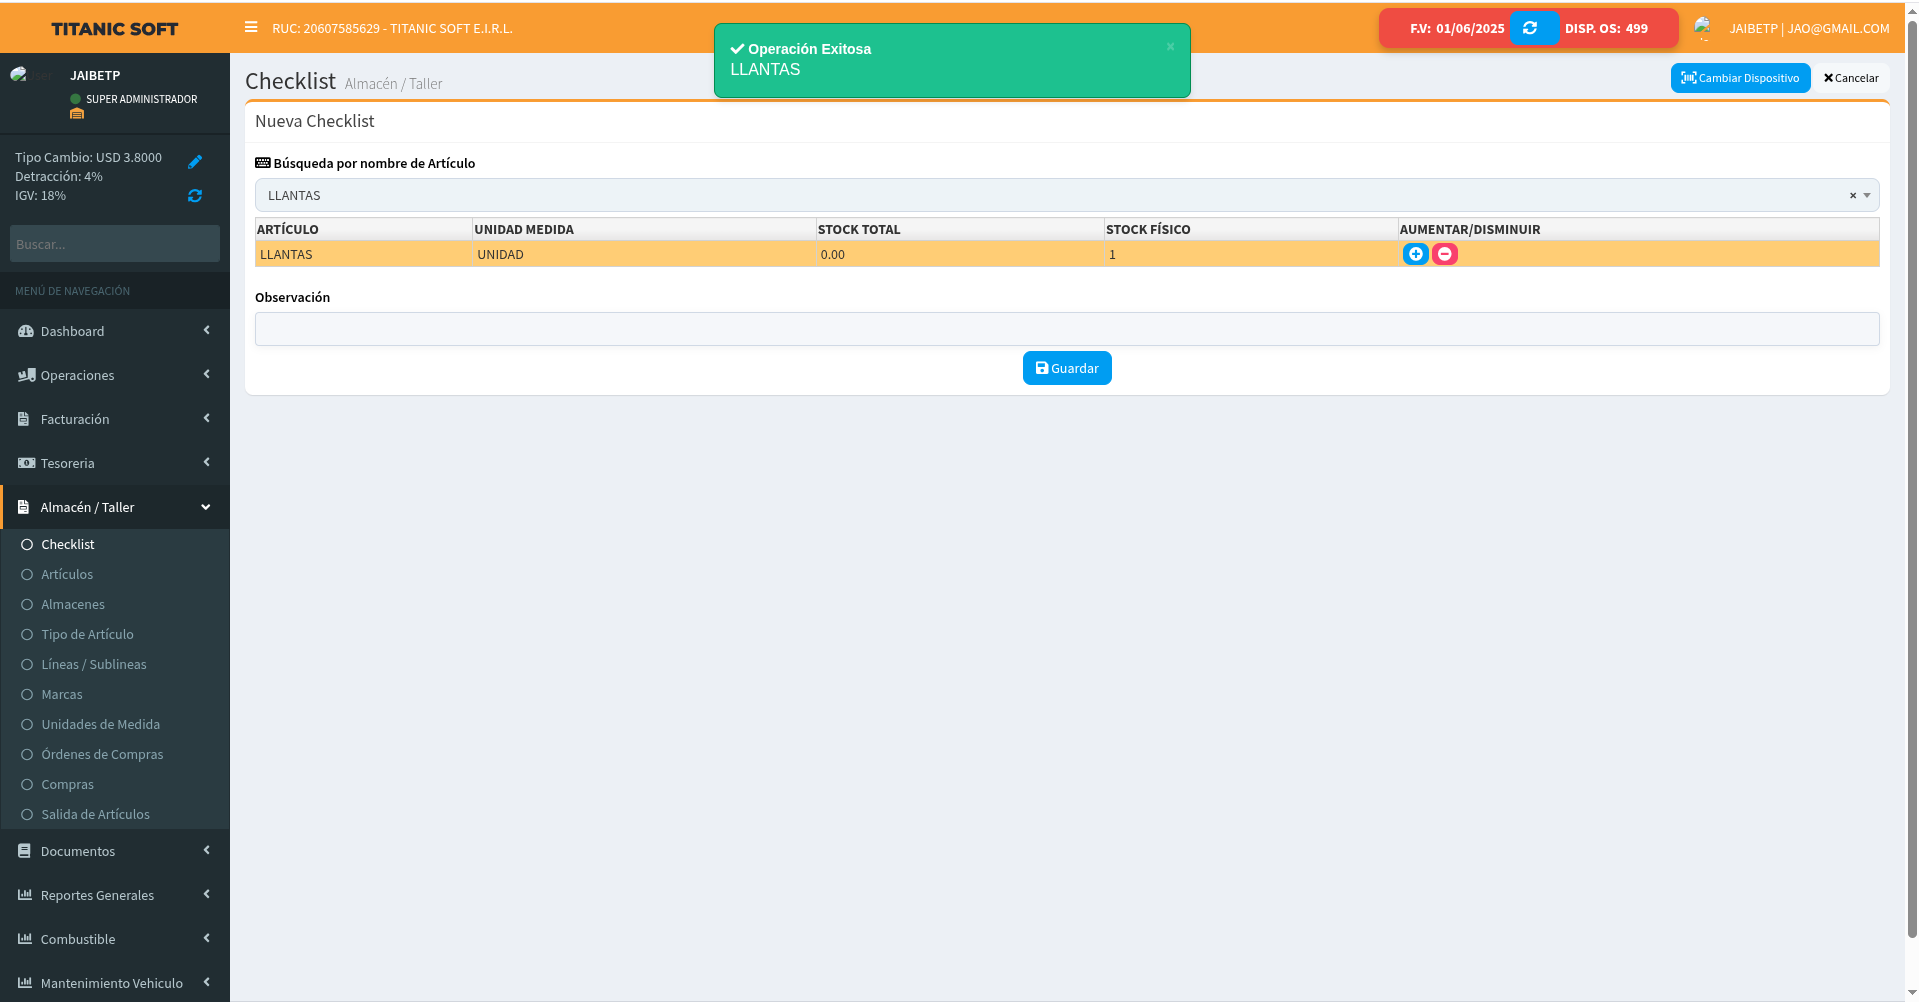 TITANIC SOFT
RUC: 20607585629 - TITANIC SOFT E.I.R.L.
Operación Exitosa
×
LLANTAS
F.V: 01/06/2025
DISP. OS: 499
JAIBETP | JAO@GMAIL.COM
JAIBETP
SUPER ADMINISTRADOR
Tipo Cambio: USD 3.8000
Detracción: 4%
IGV: 18%
Buscar...
MENÚ DE NAVEGACIÓN
Dashboard
Operaciones
Facturación
Tesoreria
Almacén / Taller
Checklist
Artículos
Almacenes
Tipo de Artículo
Líneas / Sublineas
Marcas
Unidades de Medida
Órdenes de Compras
Compras
Salida de Artículos
Documentos
Reportes Generales
Combustible
Mantenimiento Vehiculo
Checklist Almacén / Taller
Cambiar Dispositivo
Cancelar
Nueva Checklist
Búsqueda por nombre de Artículo
LLANTAS ×
ARTÍCULO UNIDAD MEDIDA STOCK TOTAL STOCK FÍSICO AUMENTAR/DISMINUIR
LLANTAS UNIDAD 0.00 1
Observación
Guardar